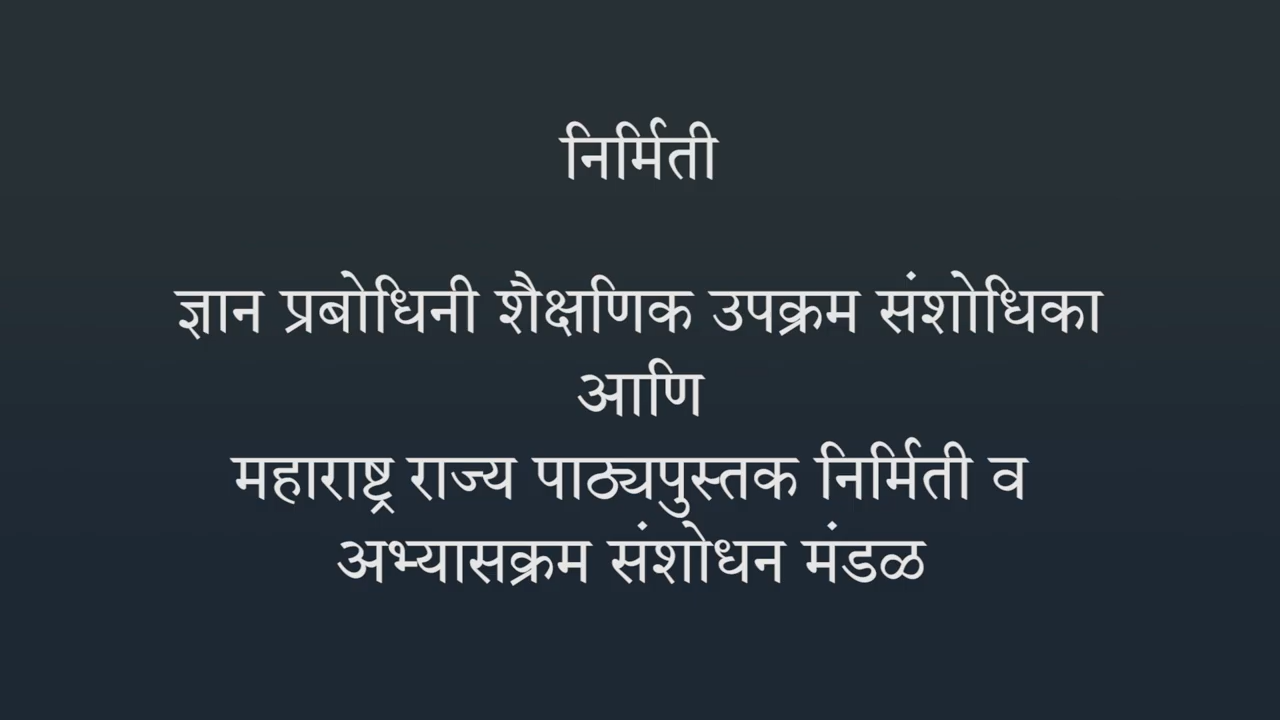 निर्मिती
ज्ञान प्रबोधिनी शैक्षणिक उपक्रम संशोधिका
आणि
महाराष्ट्र राज्य पाठ्यपुस्तक निर्मिती व
अभ्यासक्रम संशोधन मंडळ